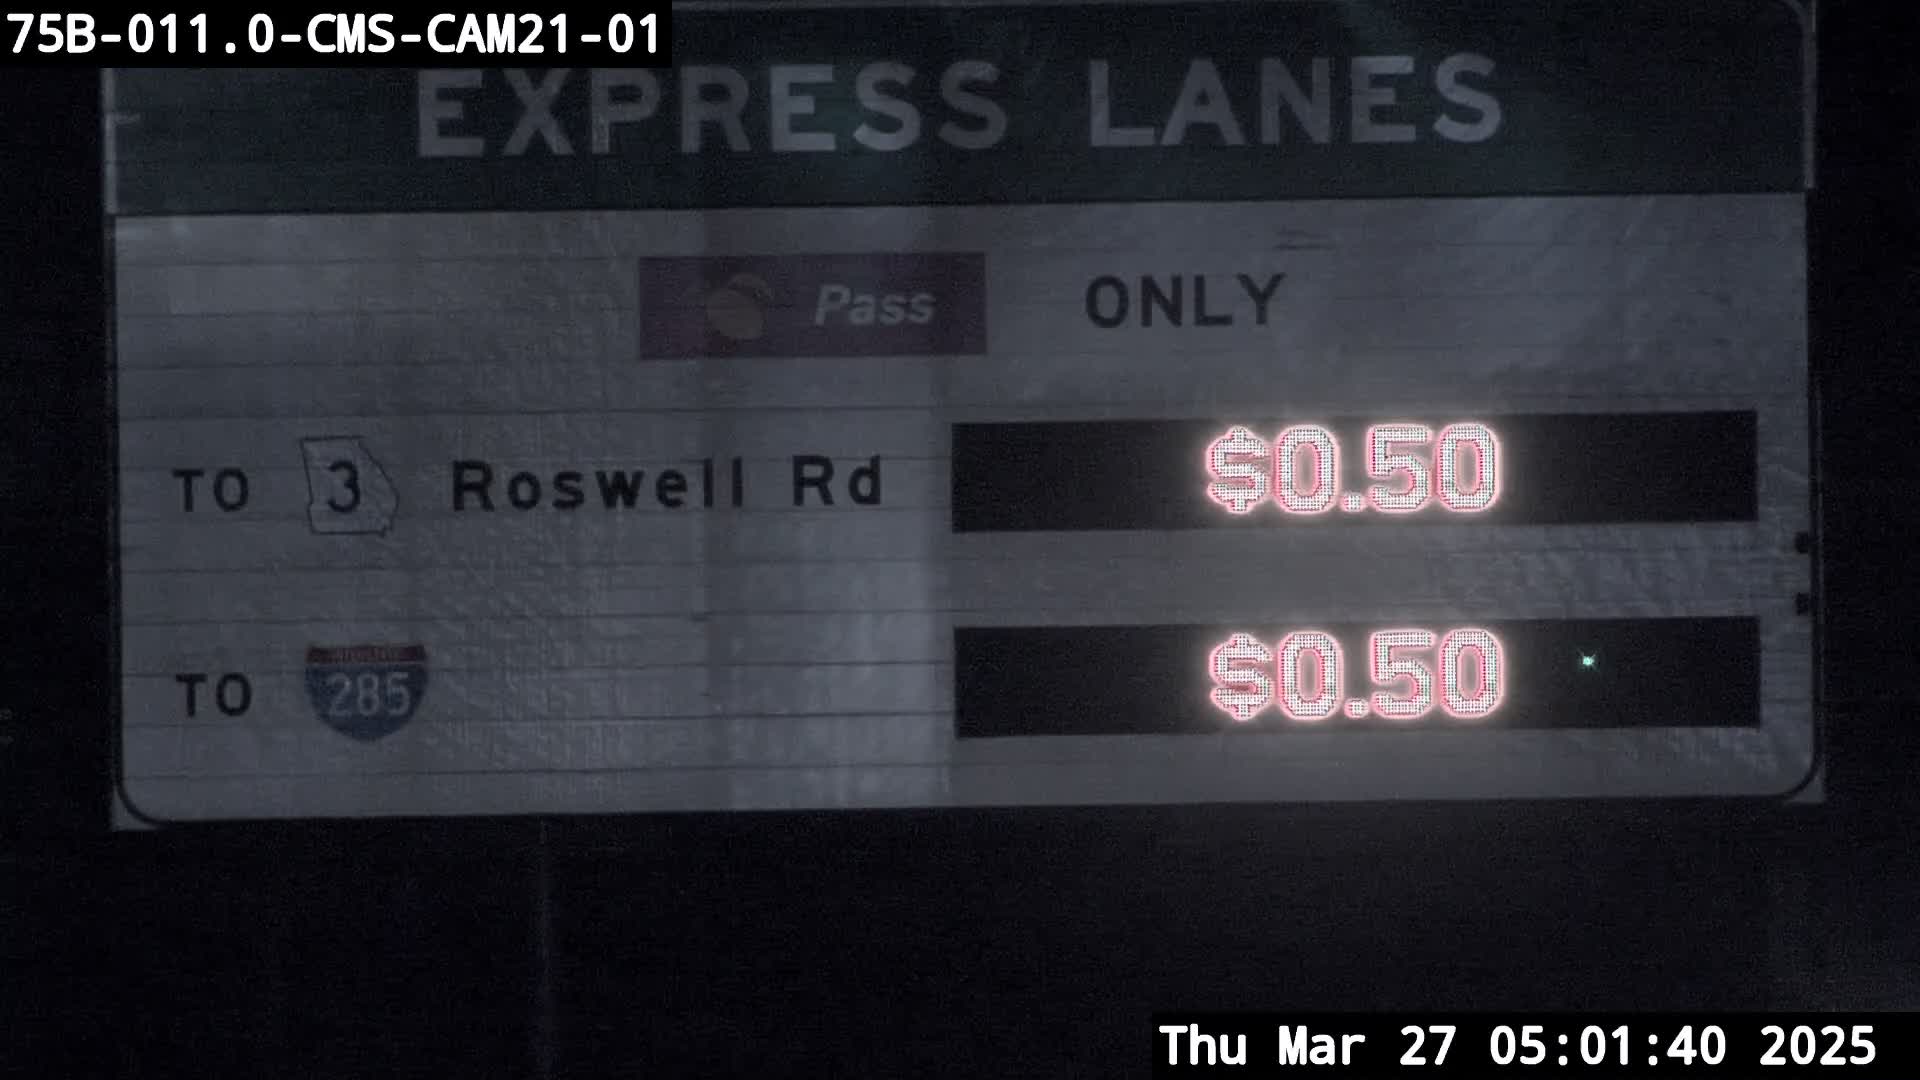 75B-011.0-CMS-CAM21-01
EXPRESS LANES
Pass ONLY
TO 3 Roswell Rd $0.50
TO 285 $0.50
Thu Mar 27 05:01:40 2025